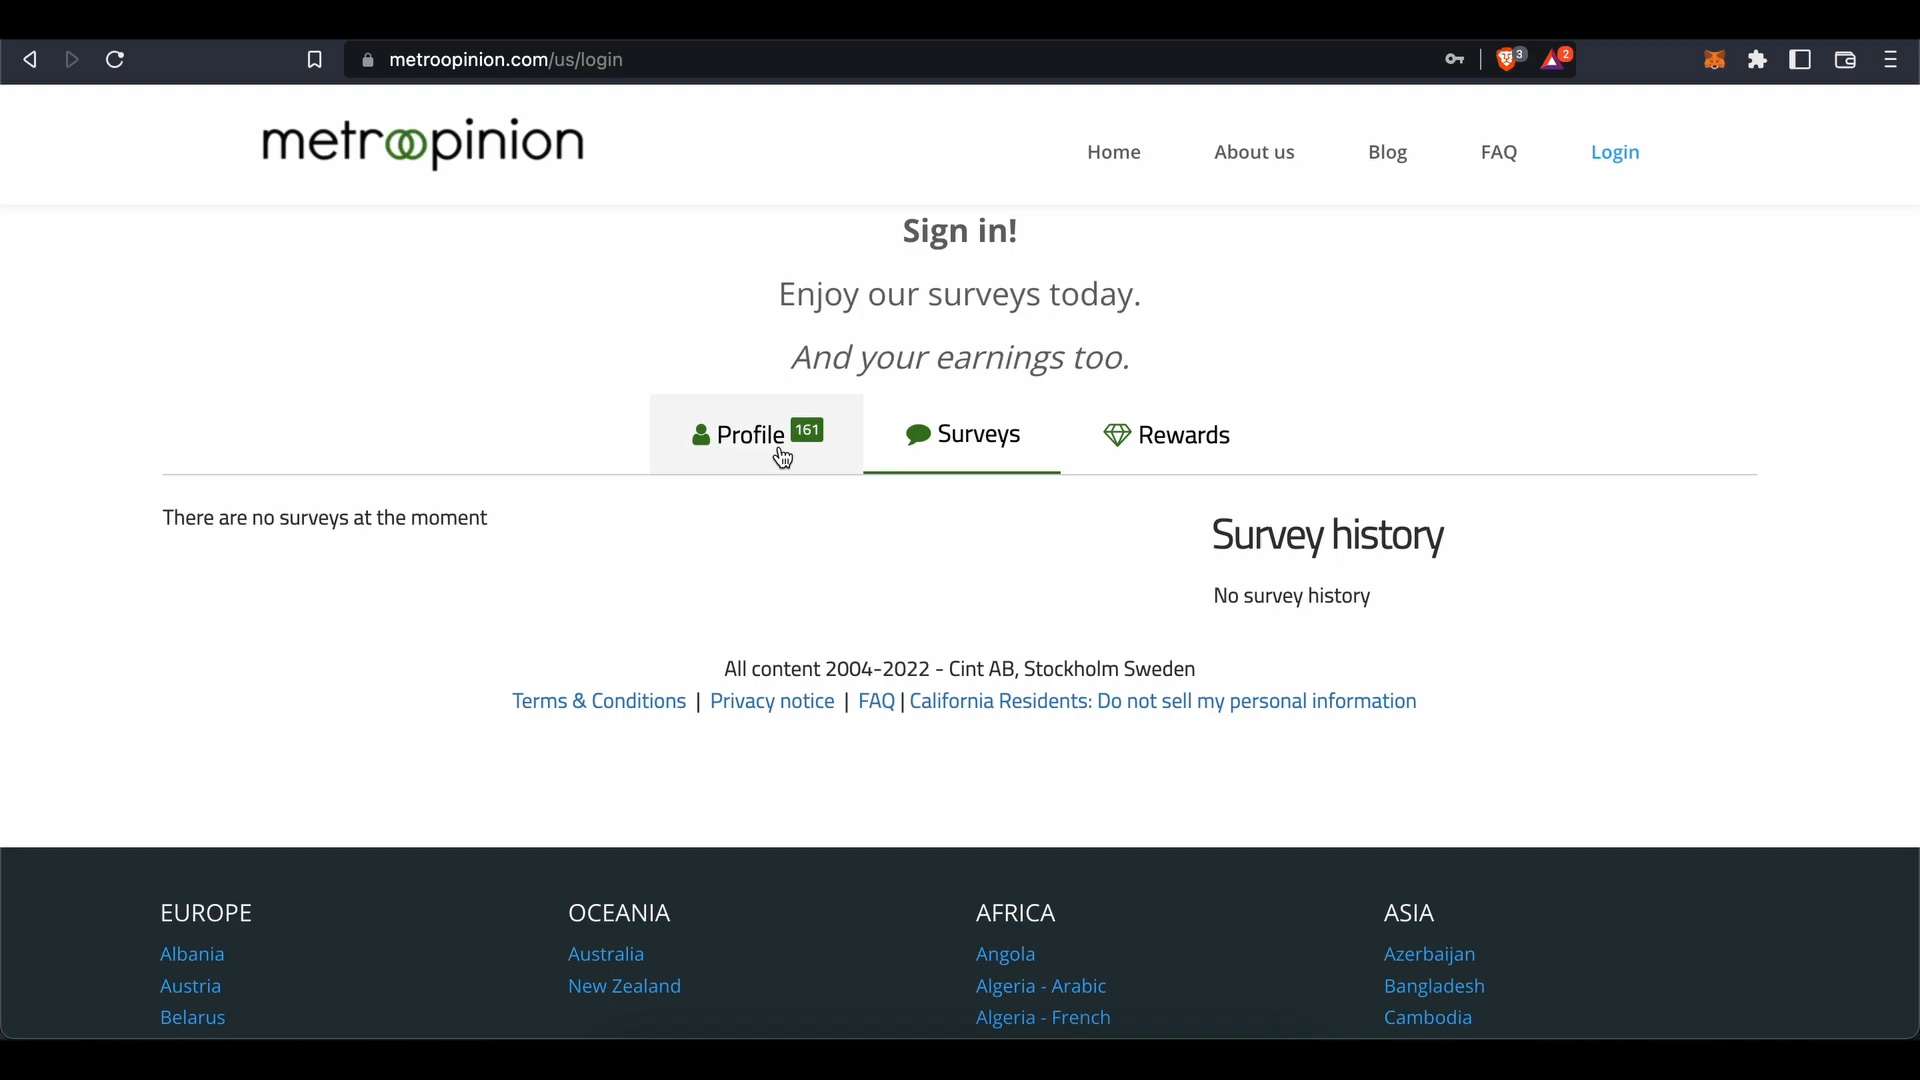 metroopinion.com/us/login
3
2
metroopinion
Home
About us
Blog
FAQ
Login
Sign in!
Enjoy our surveys today.
And your earnings too.
Profile 161
Surveys
Rewards
There are no surveys at the moment
Survey history
No survey history
All content 2004-2022 - Cint AB, Stockholm Sweden
Terms & Conditions | Privacy notice | FAQ | California Residents: Do not sell my personal information
EUROPE
Albania
Austria
Belarus
OCEANIA
Australia
New Zealand
AFRICA
Angola
Algeria - Arabic
Algeria - French
ASIA
Azerbaijan
Bangladesh
Cambodia